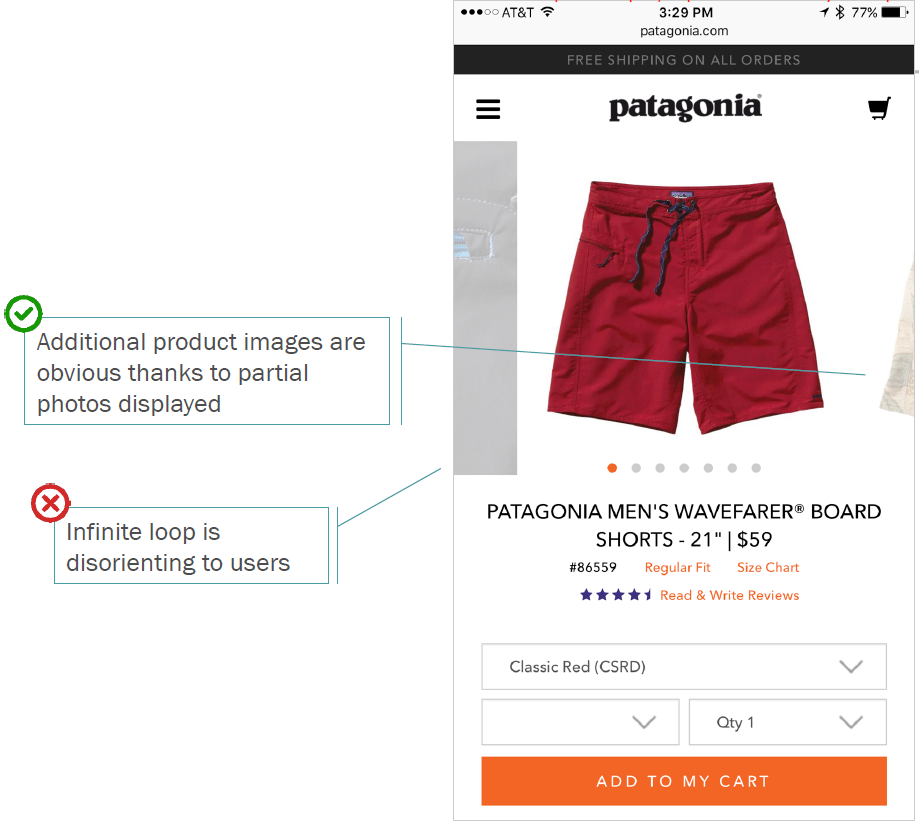 AT&T 3:29 PM 77%
patagonia.com
FREE SHIPPING ON ALL ORDERS
patagonia®
Additional product images are
obvious thanks to partial
photos displayed
Infinite loop is
disorienting to users
PATAGONIA MEN'S WAVEFARER® BOARD
SHORTS - 21" | $59
#86559 Regular Fit Size Chart
Read & Write Reviews
Classic Red (CSRD)
Qty 1
ADD TO MY CART